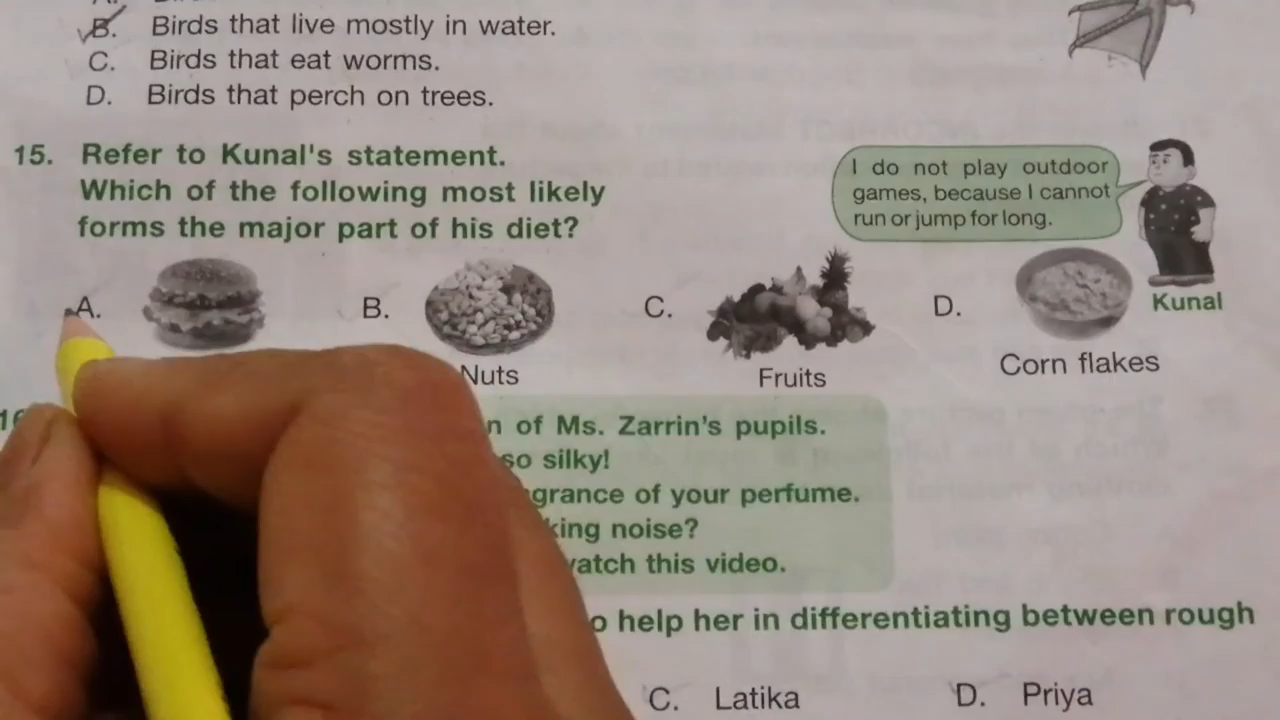 B. Birds that live mostly in water.
C. Birds that eat worms.
D. Birds that perch on trees.
15. Refer to Kunal's statement.
Which of the following most likely
forms the major part of his diet?
I do not play outdoor
games, because I cannot
run or jump for long.
Kunal
A.
B.
Nuts
C.
Fruits
D.
Corn flakes
of Ms. Zarrin's pupils.
so silky!
of your perfume.
noise?
this video.
help her in differentiating between rough
C. Latika
D. Priya